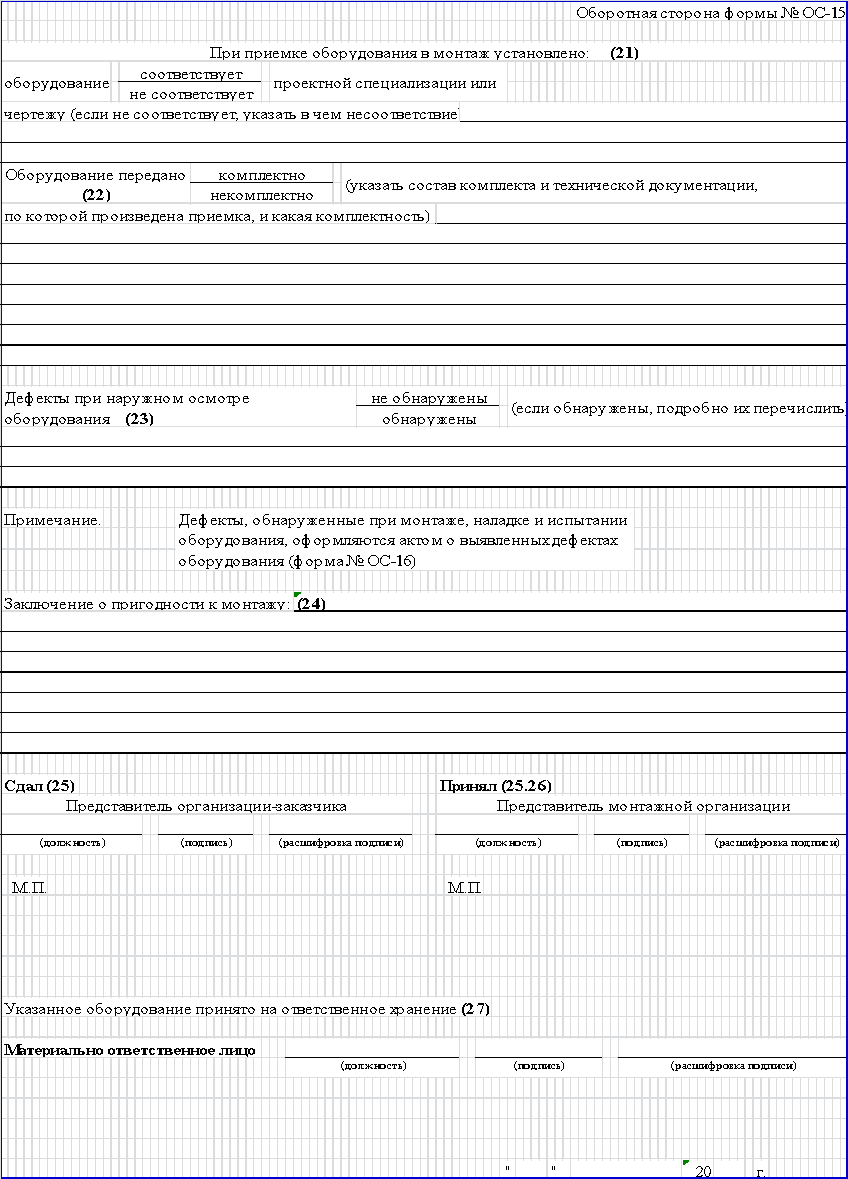 Оборотная сторона формы № ОС-15
При приемке оборудования в монтаж установлено: (21)
оборудование соответствует проектной специализации или
не соответствует
чертежу (если не соответствует, указать в чем несоответствие
Оборудование передано комплектно (указать состав комплекта и технической документации,
(22) некомплектно
по которой произведена приемка, и какая комплектность)
Дефекты при наружном осмотре не обнаружены (если обнаружены, подробно их перечислить)
оборудования (23) обнаружены
Примечание. Дефекты, обнаруженные при монтаже, наладке и испытании
оборудования, оформляются актом о выявленных дефектах
оборудования (форма № ОС-16)
Заключение о пригодности к монтажу: (24)
Сдал (25) Принял (25.26)
Представитель организации-заказчика Представитель монтажной организации
(должность) (подпись) (расшифровка подписи) (должность) (подпись) (расшифровка подписи)
М.П. М.П.
Указанное оборудование принято на ответственное хранение (27)
Материально ответственное лицо
(должность) (подпись) (расшифровка подписи)
" " 20 г.